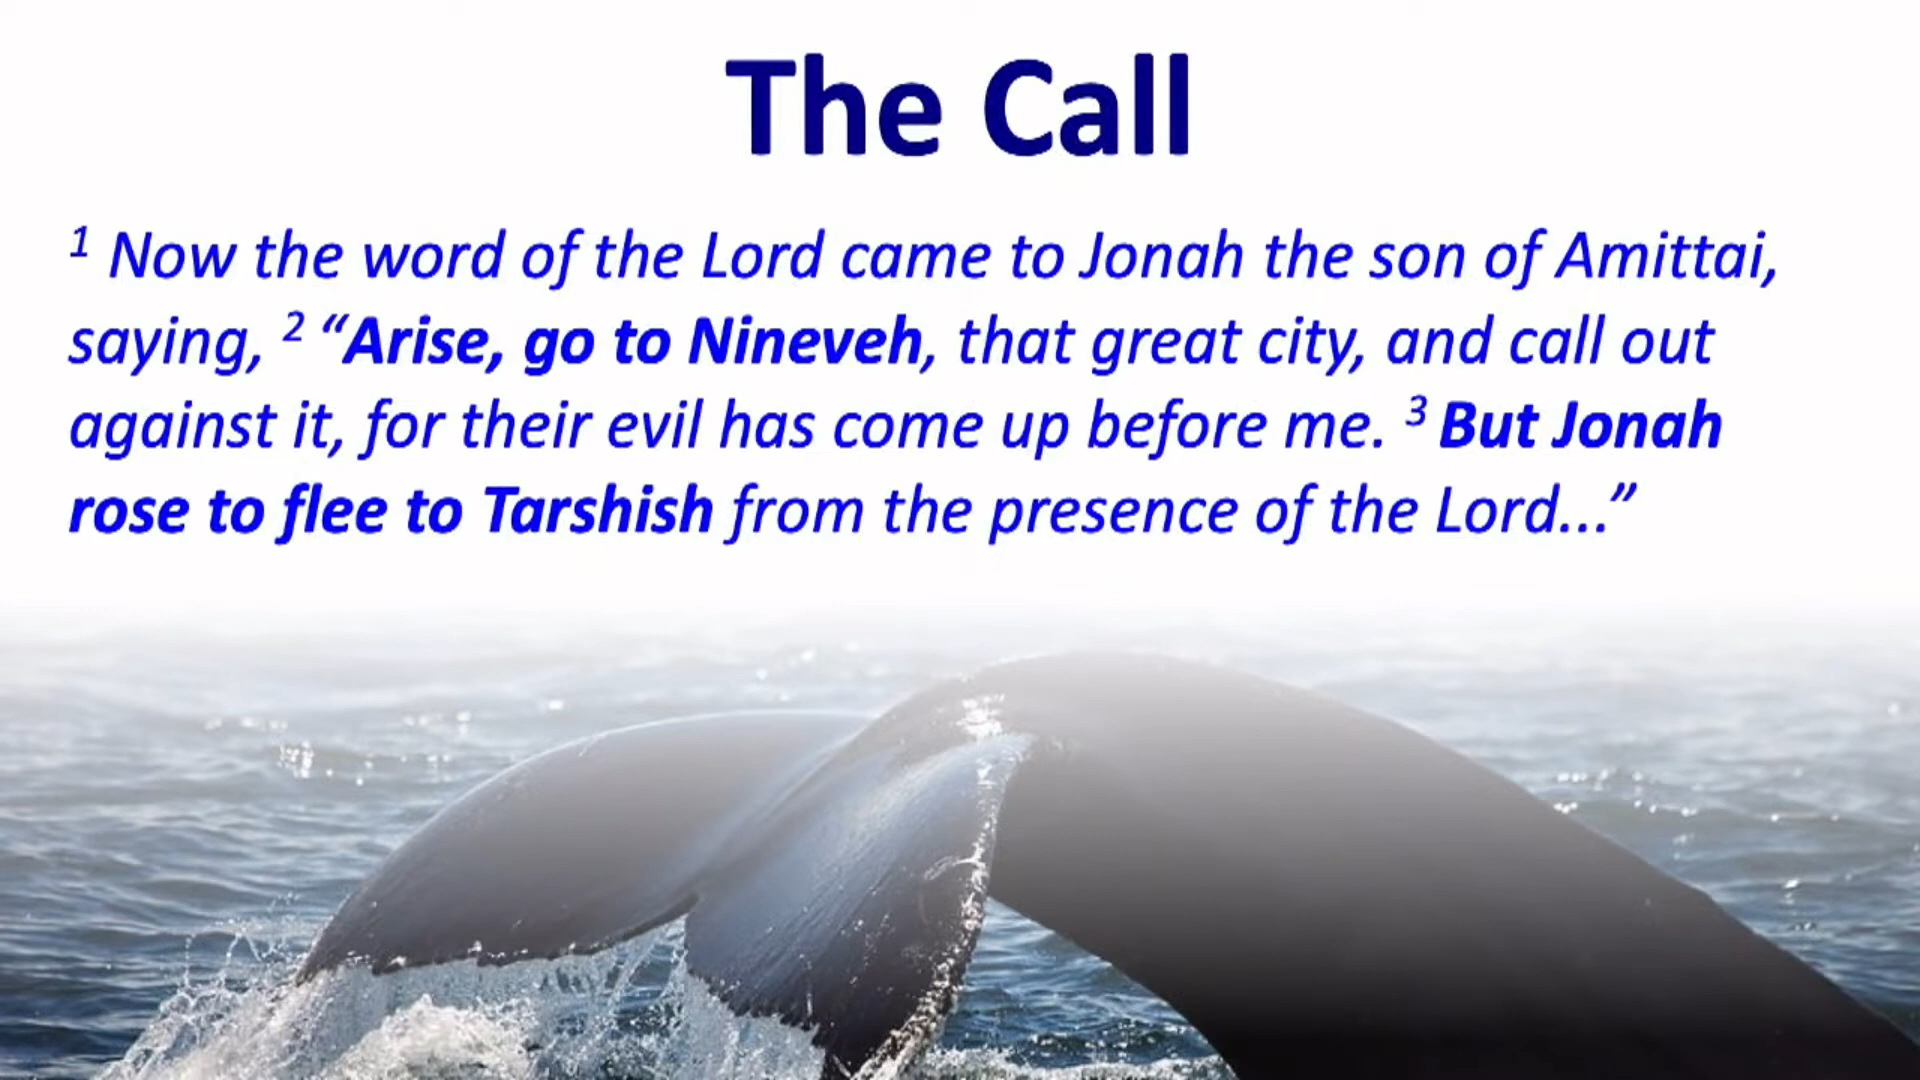 The Call
1 Now the word of the Lord came to Jonah the son of Amittai,
saying, 2 “Arise, go to Nineveh, that great city, and call out
against it, for their evil has come up before me. 3 But Jonah
rose to flee to Tarshish from the presence of the Lord...”